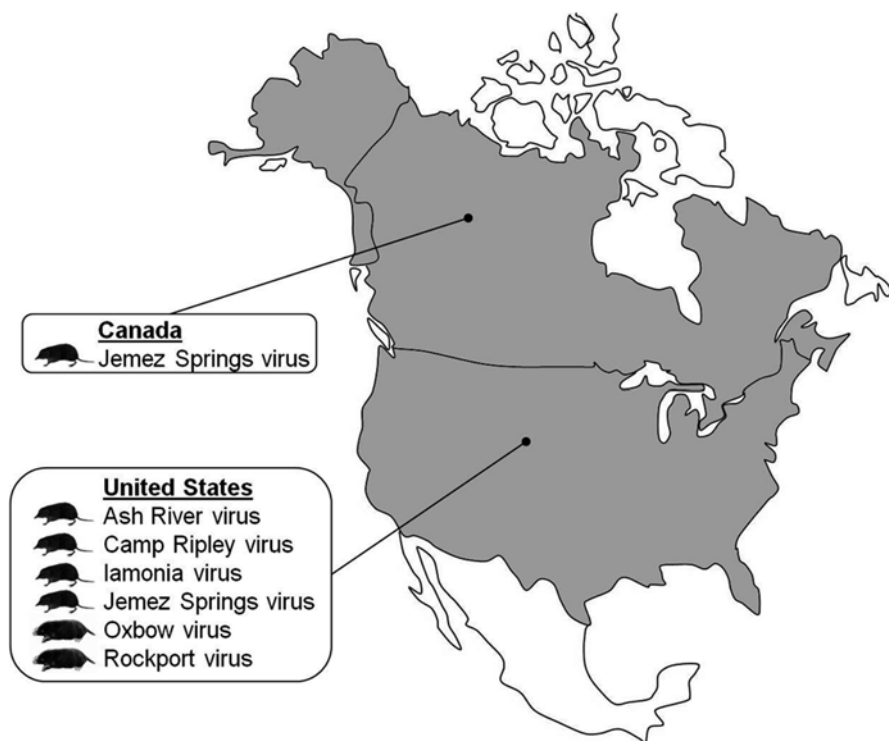 Canada
Jemez Springs virus
United States
Ash River virus
Camp Ripley virus
Iamonia virus
Jemez Springs virus
Oxbow virus
Rockport virus